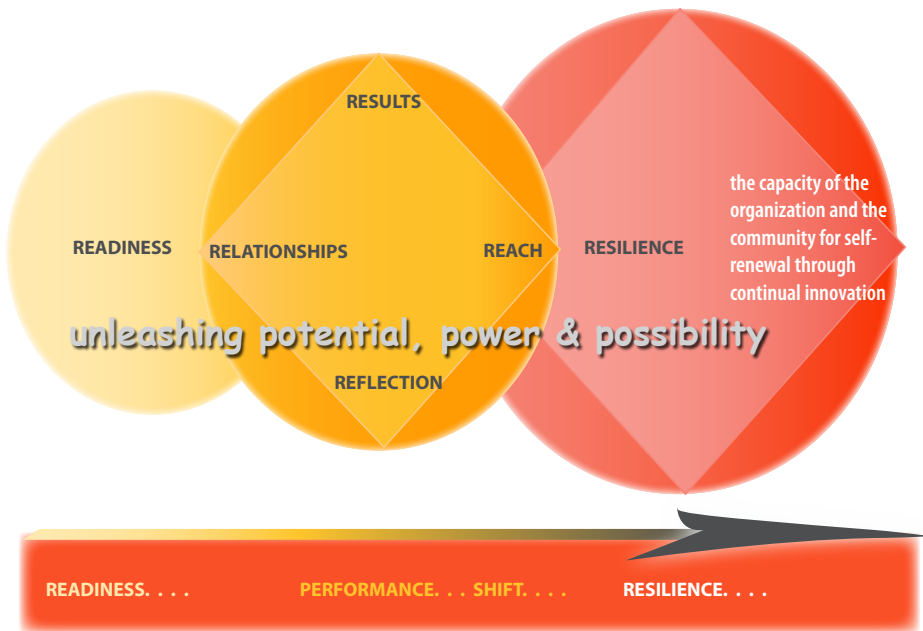 RESULTS
READINESS
RELATIONSHIPS
REACH
RESILIENCE
the capacity of the
organization and the
community for self-
renewal through
continual innovation
unleashing potential, power & possibility
REFLECTION
READINESS. . . . PERFORMANCE. . . SHIFT. . . . RESILIENCE. . . .